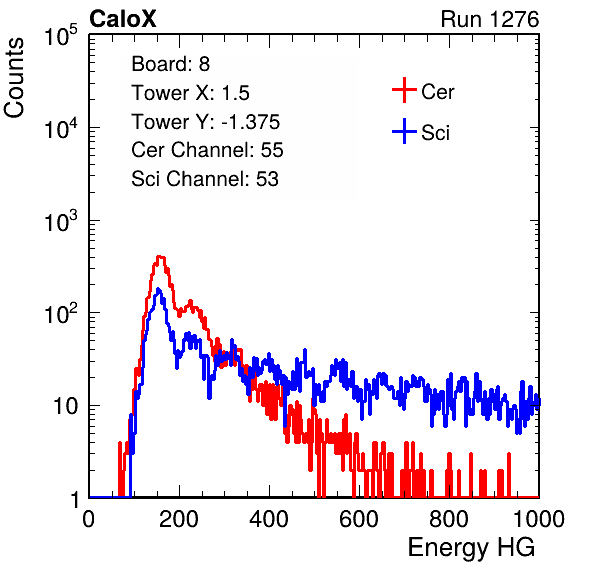 CaloX Run 1276
Counts
10^5
10^4
10^3
10^2
10
1
Board: 8
Tower X: 1.5
Tower Y: -1.375
Cer Channel: 55
Sci Channel: 53
Cer
Sci
0 200 400 600 800 1000
Energy HG